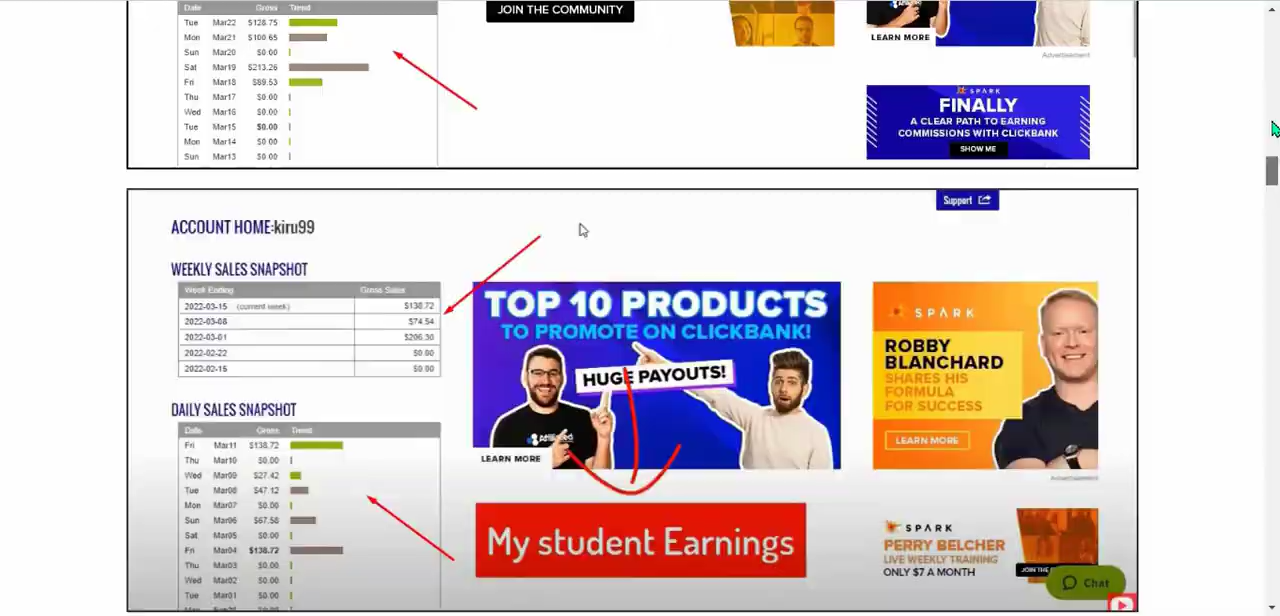 Date Gross Trend
Tue Mar22 $128.75
Mon Mar21 $100.65
Sun Mar20 $0.00
Sat Mar19 $213.26
Fri Mar18 $89.53
Thu Mar17 $0.00
Wed Mar16 $0.00
Tue Mar15 $0.00
Mon Mar14 $0.00
Sun Mar13 $0.00
JOIN THE COMMUNITY
LEARN MORE
Advertisement
SPARK
FINALLY
A CLEAR PATH TO EARNING
COMMISSIONS WITH CLICKBANK
SHOW ME
Support
ACCOUNT HOME:kiru99
WEEKLY SALES SNAPSHOT
Week Ending Gross Sales
2022-03-15 (current week) $138.72
2022-03-08 $74.54
2022-03-01 $206.30
2022-02-22 $0.00
2022-02-15 $0.00
DAILY SALES SNAPSHOT
Date Gross Trend
Fri Mar11 $138.72
Thu Mar10 $0.00
Wed Mar09 $27.42
Tue Mar08 $47.12
Mon Mar07 $0.00
Sun Mar06 $67.58
Sat Mar05 $0.00
Fri Mar04 $138.72
Thu Mar03 $0.00
Wed Mar02 $0.00
Tue Mar01 $0.00
TOP 10 PRODUCTS
TO PROMOTE ON CLICKBANK!
HUGE PAYOUTS!
LEARN MORE
My student Earnings
SPARK
ROBBY
BLANCHARD
SHARES HIS
FORMULA
FOR SUCCESS
LEARN MORE
Advertisement
SPARK
PERRY BELCHER
LIVE WEEKLY TRAINING
ONLY $7 A MONTH
JOIN THE
Chat